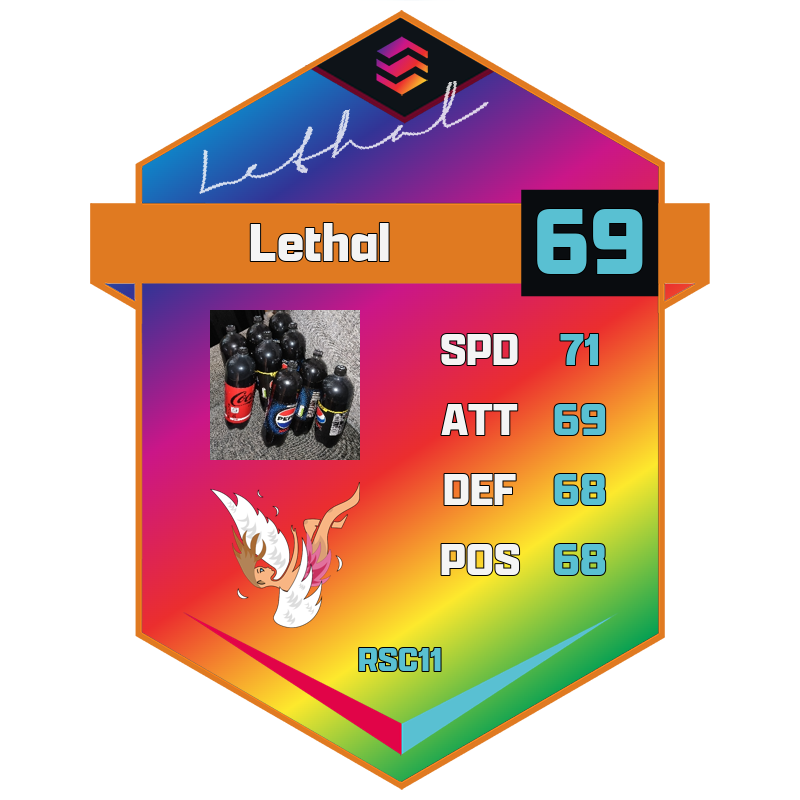 Lethal
Lethal
69
SPD 71
ATT 69
DEF 68
POS 68
RSC11